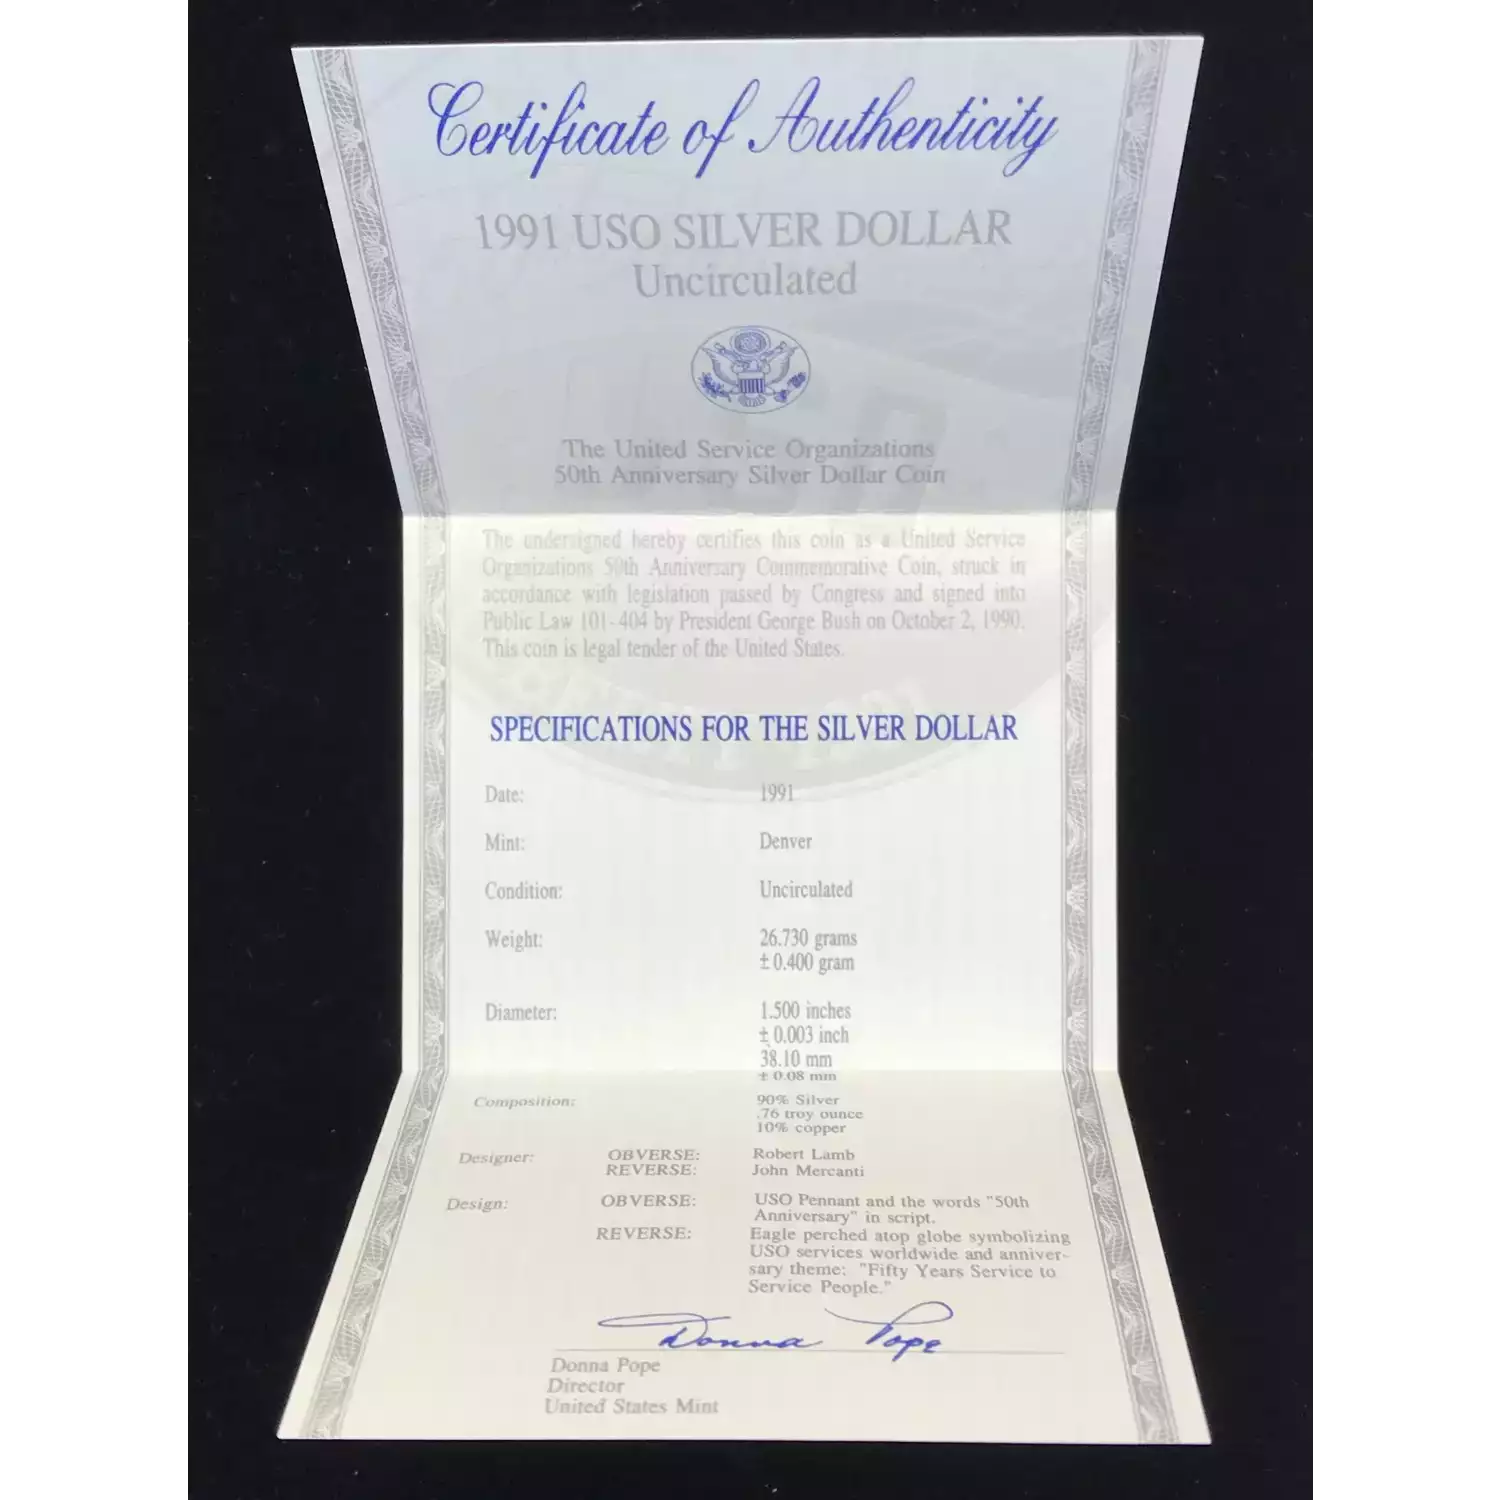 Certificate of Authenticity
1991 USO SILVER DOLLAR
Uncirculated
USO
The United Service Organizations
50th Anniversary Silver Dollar Coin
The undersigned hereby certifies this coin as a United Service
Organizations 50th Anniversary Commemorative Coin, struck in
accordance with legislation passed by Congress and signed into
Public Law 101-404 by President George Bush on October 2, 1990.
This coin is legal tender of the United States.
SPECIFICATIONS FOR THE SILVER DOLLAR
Date: 1991
Mint: Denver
Condition: Uncirculated
Weight: 26.730 grams
± 0.400 gram
Diameter: 1.500 inches
± 0.003 inch
38.10 mm
± 0.08 mm
Composition: 90% Silver
.76 troy ounce
10% copper
Designer: OBVERSE: Robert Lamb
REVERSE: John Mercanti
Design: OBVERSE: USO Pennant and the words "50th
Anniversary" in script.
REVERSE: Eagle perched atop globe symbolizing
USO services worldwide and anniver-
sary theme: "Fifty Years Service to
Service People."
Donna Pope
Donna Pope
Director
United States Mint